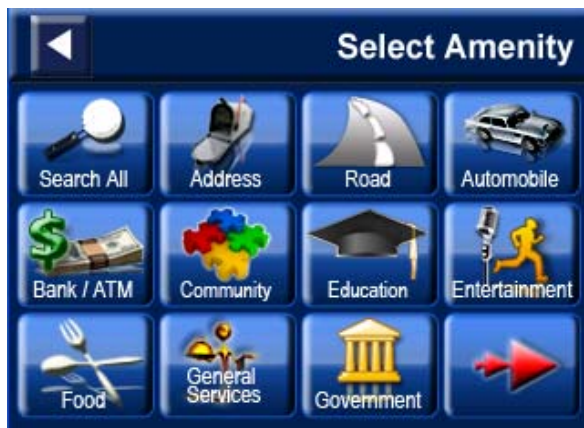 Select Amenity
Search All
Address
Road
Automobile
$
Bank / ATM
Community
Education
Entertainment
Food
General
Services
Government